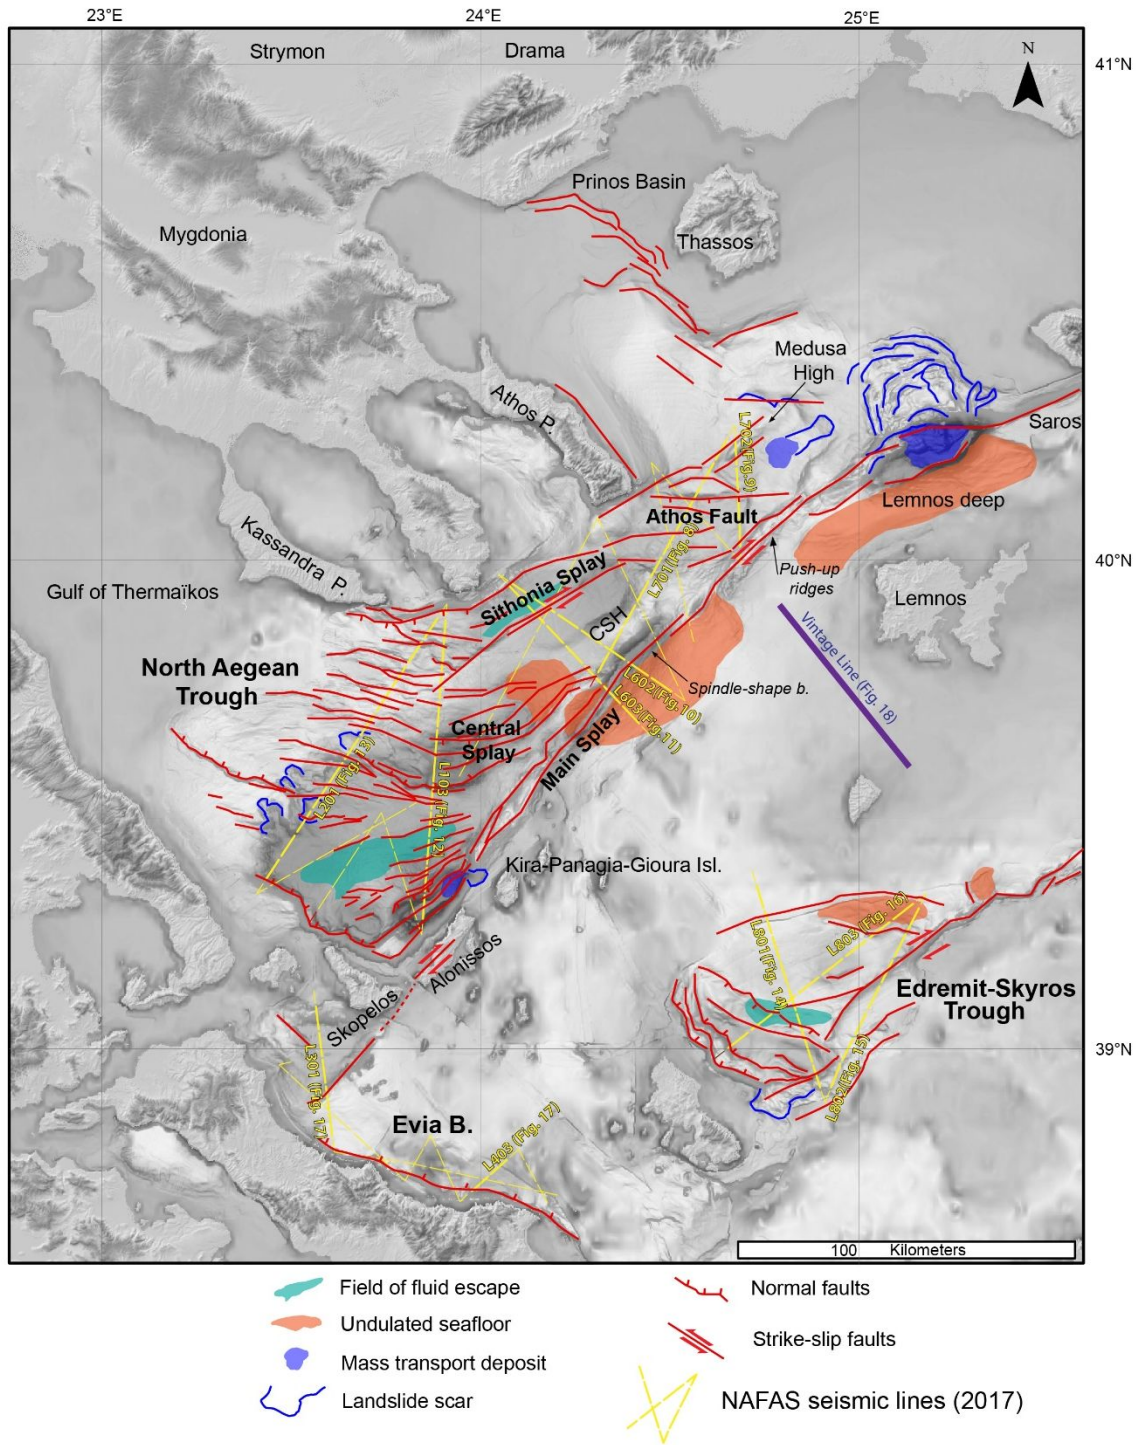 23°E
24°E
25°E
41°N
40°N
39°N
N
Strymon
Drama
Prinos Basin
Thassos
Mygdonia
Medusa
High
Athos P.
Saros
L702 (Fig.9)
Lemnos deep
Athos Fault
Kassandra P.
L701 (Fig. 8)
Push-up
ridges
Gulf of Thermaïkos
Sithonia Splay
Lemnos
CSH
Vintage Line (Fig. 18)
North Aegean
Trough
Spindle-shape b.
L602 (Fig. 10)
L603 (Fig.11)
Central
Splay
Main Splay
L201 (Fig. 13)
L103 (Fig. 12)
Kira-Panagia-Gioura Isl.
L803 (Fig. 16)
L801 (Fig. 14)
Alonissos
Edremit-Skyros
Trough
Skopelos
L301 (Fig. 17)
L802 (Fig. 15)
Evia B.
L403 (Fig. 17)
100 Kilometers
Field of fluid escape
Undulated seafloor
Mass transport deposit
Landslide scar
Normal faults
Strike-slip faults
NAFAS seismic lines (2017)